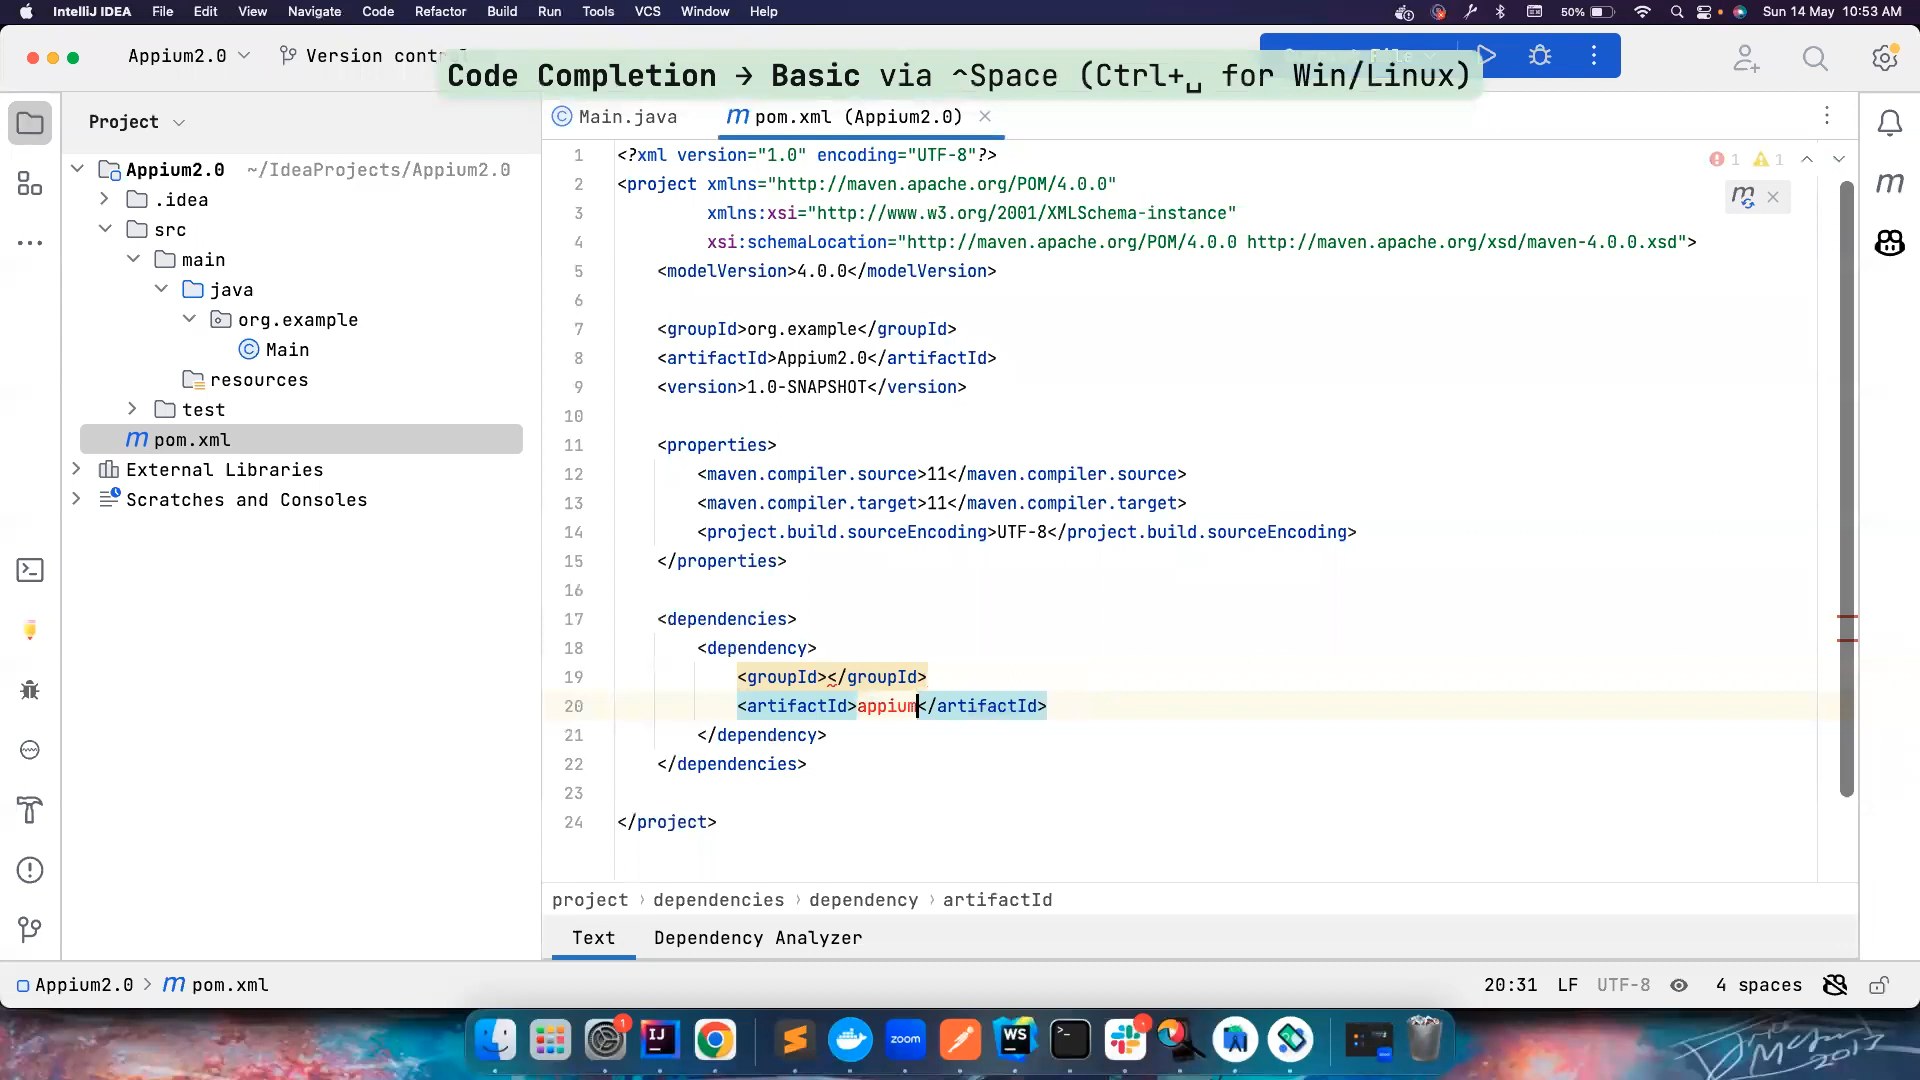 IntelliJ IDEA File Edit View Navigate Code Refactor Build Run Tools VCS Window Help 50% Sun 14 May 10:53 AM
Appium2.0 Version contr
Code Completion → Basic via ^Space (Ctrl+␣ for Win/Linux)
Project
Main.java pom.xml (Appium2.0)
Appium2.0 ~/IdeaProjects/Appium2.0
.idea
src
main
java
org.example
Main
resources
test
pom.xml
External Libraries
Scratches and Consoles
1 1
1 <?xml version="1.0" encoding="UTF-8"?>
2 <project xmlns="http://maven.apache.org/POM/4.0.0"
3 xmlns:xsi="http://www.w3.org/2001/XMLSchema-instance"
4 xsi:schemaLocation="http://maven.apache.org/POM/4.0.0 http://maven.apache.org/xsd/maven-4.0.0.xsd">
5 <modelVersion>4.0.0</modelVersion>
6
7 <groupId>org.example</groupId>
8 <artifactId>Appium2.0</artifactId>
9 <version>1.0-SNAPSHOT</version>
10
11 <properties>
12 <maven.compiler.source>11</maven.compiler.source>
13 <maven.compiler.target>11</maven.compiler.target>
14 <project.build.sourceEncoding>UTF-8</project.build.sourceEncoding>
15 </properties>
16
17 <dependencies>
18 <dependency>
19 <groupId></groupId>
20 <artifactId>appium</artifactId>
21 </dependency>
22 </dependencies>
23
24 </project>
project › dependencies › dependency › artifactId
Text Dependency Analyzer
Appium2.0 > pom.xml 20:31 LF UTF-8 4 spaces
1 IJ zoom WS
2017